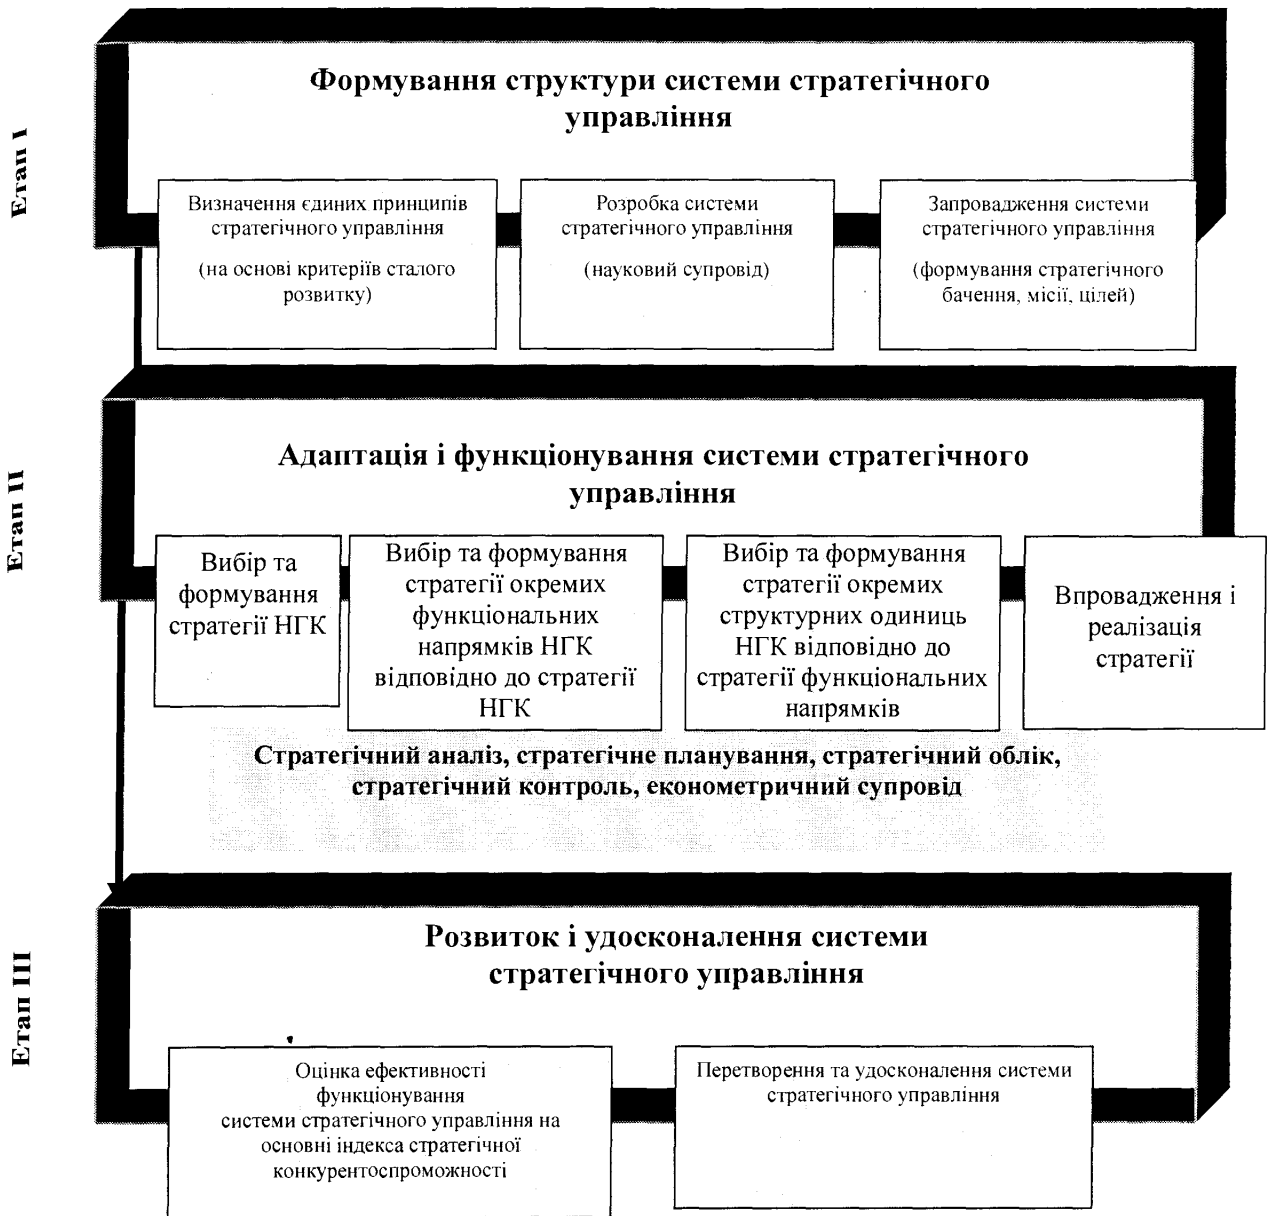 Етап I
Формування структури системи стратегічного
управління
Визначення єдиних принципів
стратегічного управління
(на основі критеріїв сталого
розвитку)
Розробка системи
стратегічного управління
(науковий супровід)
Запровадження системи
стратегічного управління
(формування стратегічного
бачення, місії, цілей)
Етап II
Адаптація і функціонування системи стратегічного
управління
Вибір та
формування
стратегії НГК
Вибір та формування
стратегії окремих
функціональних
напрямків НГК
відповідно до стратегії
НГК
Вибір та формування
стратегії окремих
структурних одиниць
НГК відповідно до
стратегії функціональних
напрямків
Впровадження і
реалізація
стратегії
Стратегічний аналіз, стратегічне планування, стратегічний облік,
стратегічний контроль, економетричний супровід
Етап III
Розвиток і удосконалення системи
стратегічного управління
Оцінка ефективності
функціонування
системи стратегічного управління на
основні індекса стратегічної
конкурентоспроможності
Перетворення та удосконалення системи
стратегічного управління